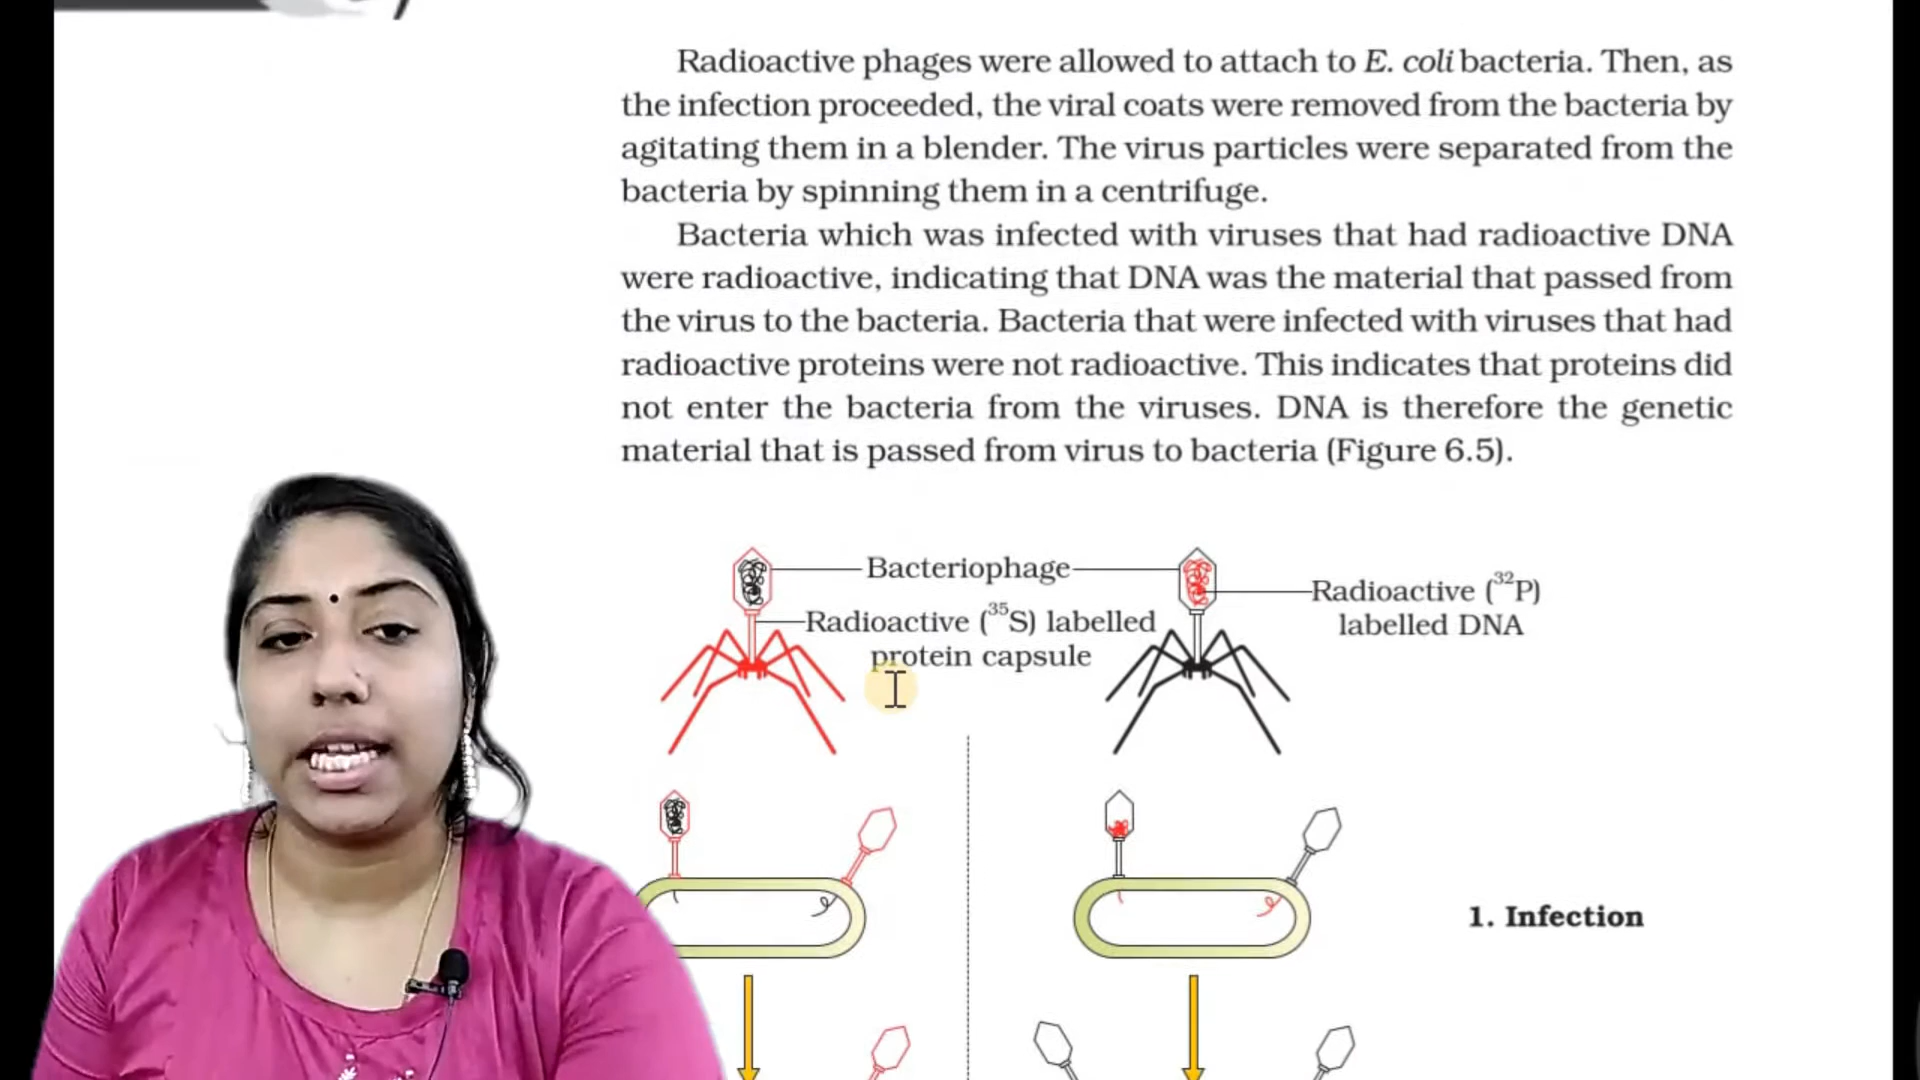 Radioactive phages were allowed to attach to E. coli bacteria. Then, as
the infection proceeded, the viral coats were removed from the bacteria by
agitating them in a blender. The virus particles were separated from the
bacteria by spinning them in a centrifuge.
Bacteria which was infected with viruses that had radioactive DNA
were radioactive, indicating that DNA was the material that passed from
the virus to the bacteria. Bacteria that were infected with viruses that had
radioactive proteins were not radioactive. This indicates that proteins did
not enter the bacteria from the viruses. DNA is therefore the genetic
material that is passed from virus to bacteria (Figure 6.5).
Bacteriophage
Radioactive (³⁵S) labelled
protein capsule
Radioactive (³²P)
labelled DNA
1. Infection